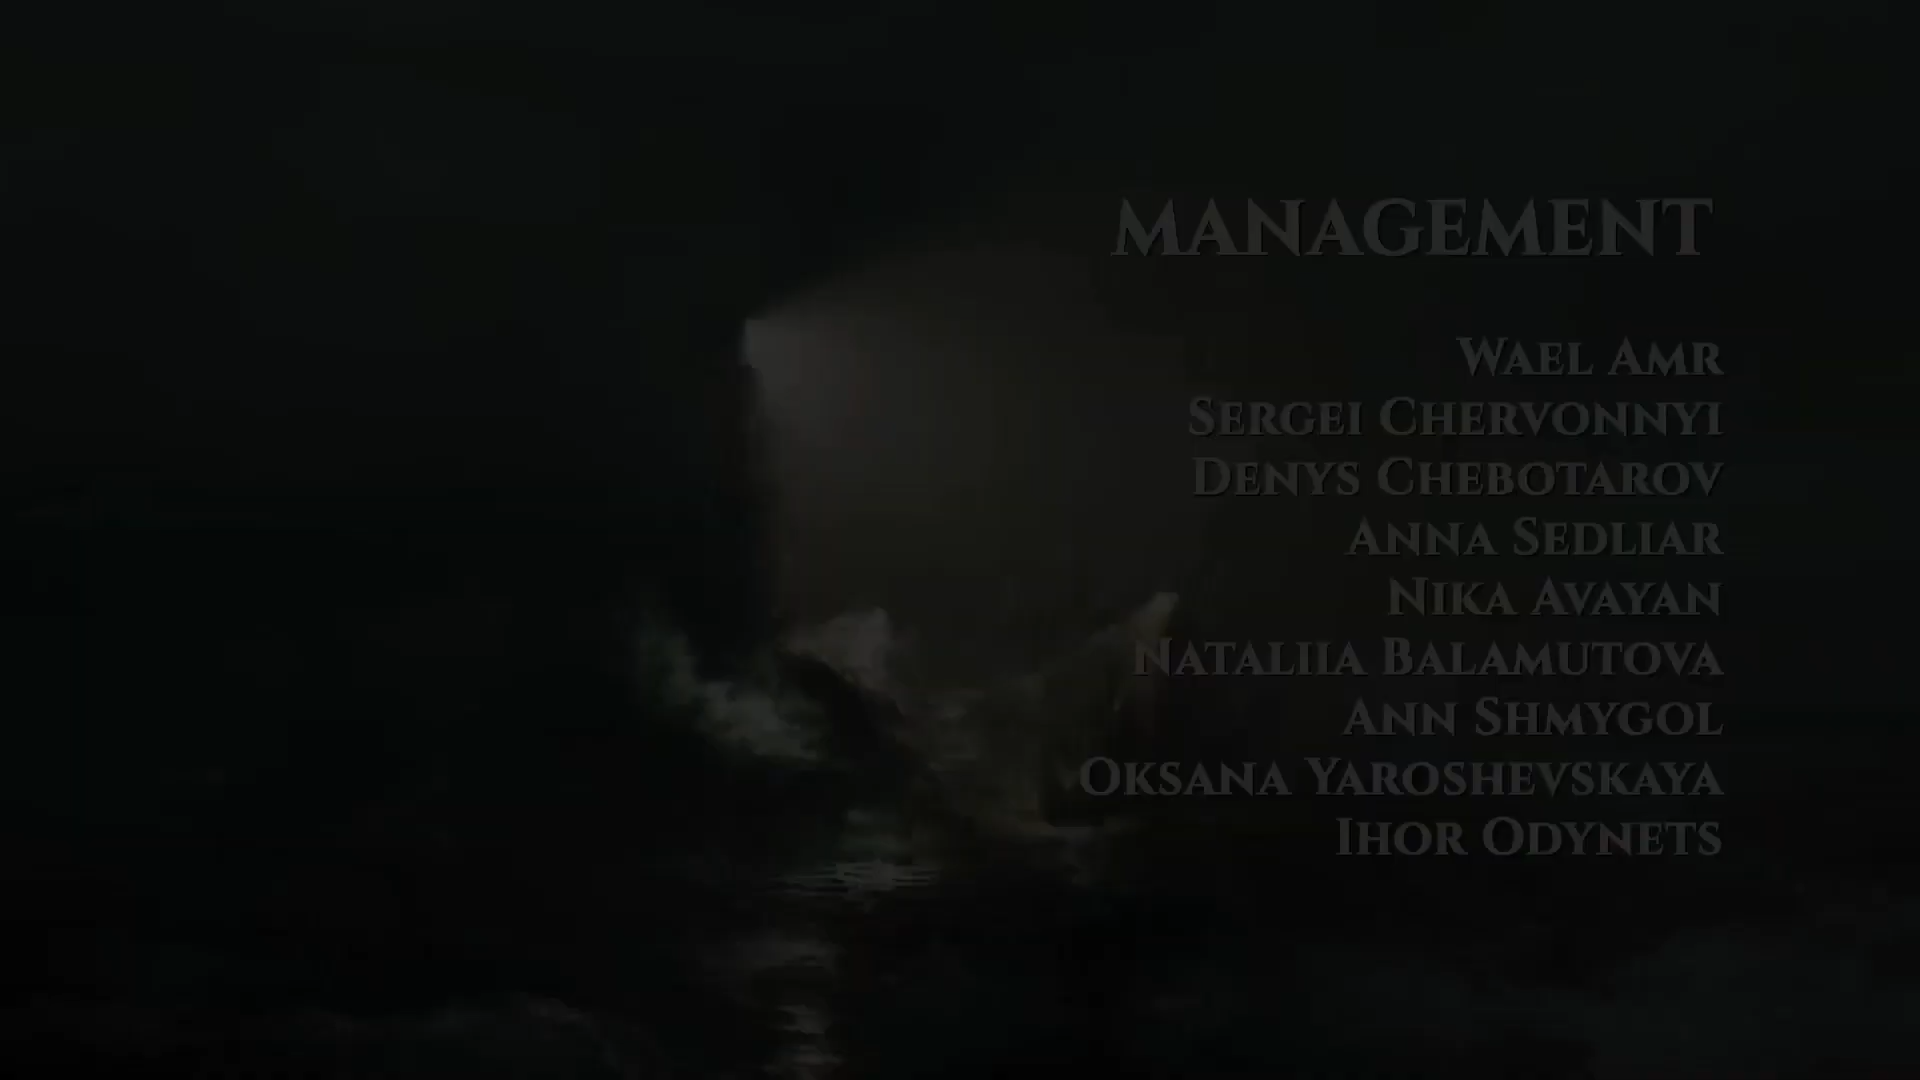 MANAGEMENT
WAEL AMR
SERGEI CHERVONNYI
DENYS CHEBOTAROV
ANNA SEDLIAR
NIKA AVAYAN
NATALIIA BALAMUTOVA
ANN SHMYGOL
OKSANA YAROSHEVSKAYA
IHOR ODYNETS